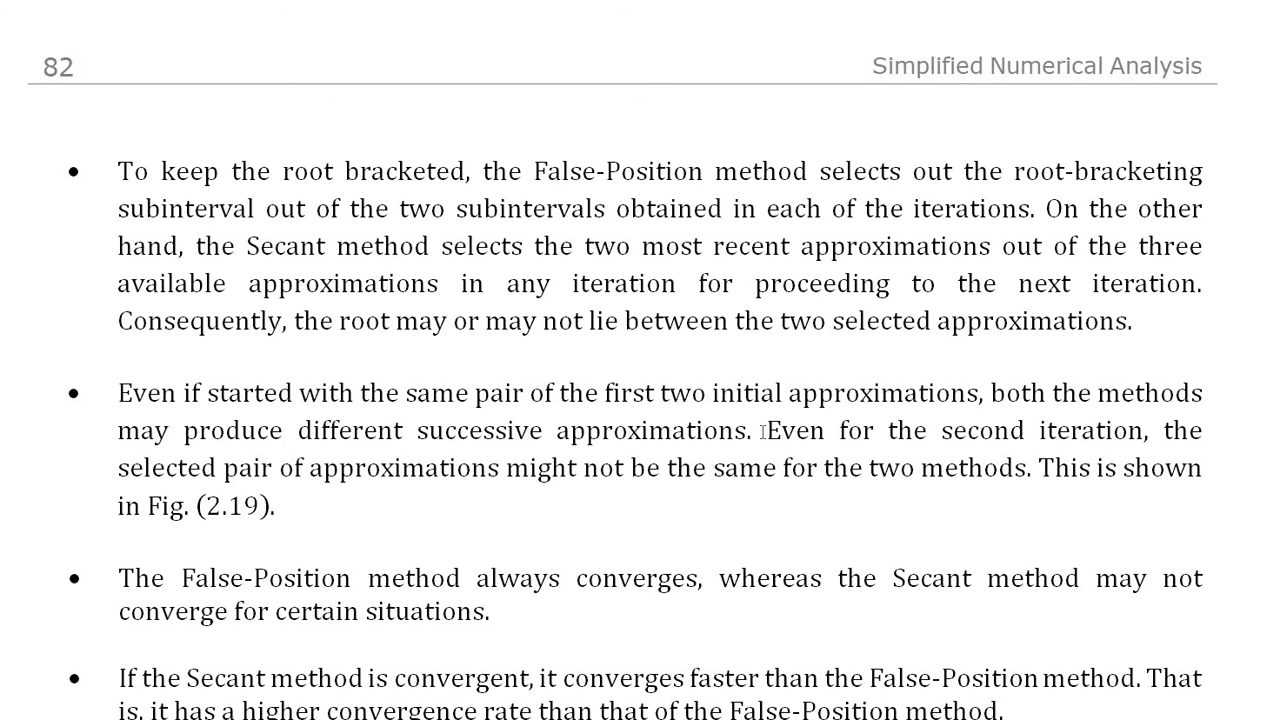 82
Simplified Numerical Analysis
• To keep the root bracketed, the False-Position method selects out the root-bracketing
subinterval out of the two subintervals obtained in each of the iterations. On the other
hand, the Secant method selects the two most recent approximations out of the three
available approximations in any iteration for proceeding to the next iteration.
Consequently, the root may or may not lie between the two selected approximations.
• Even if started with the same pair of the first two initial approximations, both the methods
may produce different successive approximations. Even for the second iteration, the
selected pair of approximations might not be the same for the two methods. This is shown
in Fig. (2.19).
• The False-Position method always converges, whereas the Secant method may not
converge for certain situations.
• If the Secant method is convergent, it converges faster than the False-Position method. That
is, it has a higher convergence rate than that of the False-Position method.